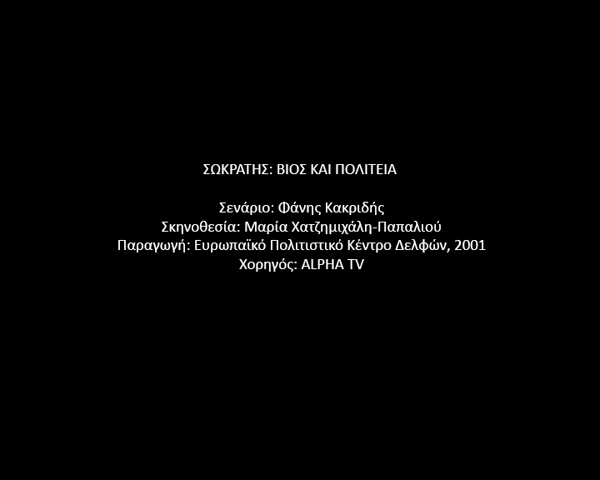 ΣΩΚΡΑΤΗΣ: ΒΙΟΣ ΚΑΙ ΠΟΛΙΤΕΙΑ
Σενάριο: Φάνης Κακριδής
Σκηνοθεσία: Μαρία Χατζημιχάλη-Παπαλιού
Παραγωγή: Ευρωπαϊκό Πολιτιστικό Κέντρο Δελφών, 2001
Χορηγός: ALPHA TV